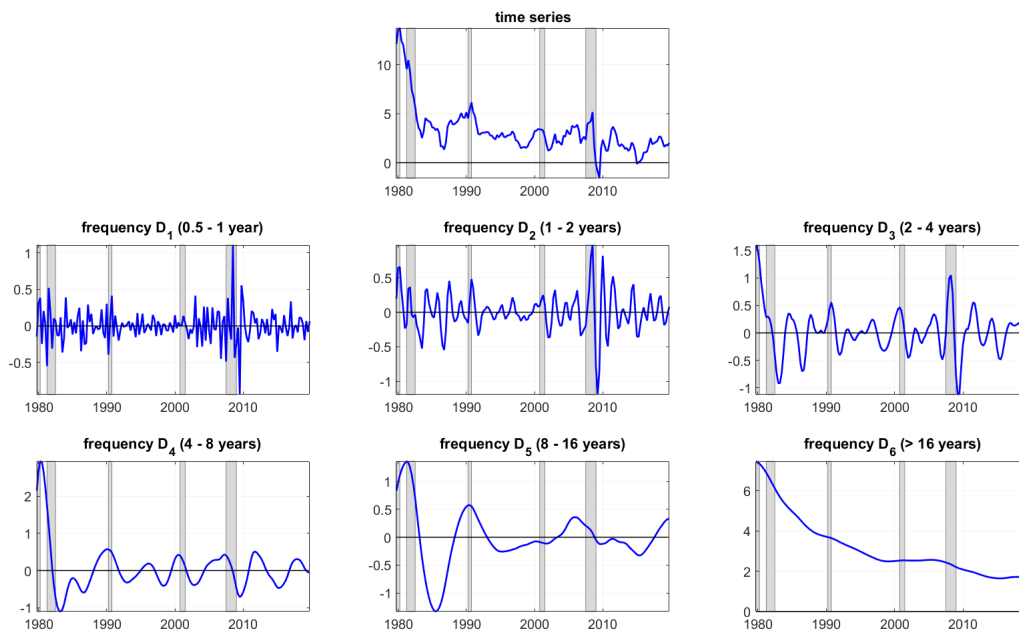 time series
10
5
0
1980 1990 2000 2010
frequency D1 (0.5 - 1 year)
1
0.5
0
-0.5
1980 1990 2000 2010
frequency D2 (1 - 2 years)
0.5
0
-0.5
-1
1980 1990 2000 2010
frequency D3 (2 - 4 years)
1.5
1
0.5
0
-0.5
-1
1980 1990 2000 2010
frequency D4 (4 - 8 years)
2
1
0
-1
1980 1990 2000 2010
frequency D5 (8 - 16 years)
1
0.5
0
-0.5
-1
1980 1990 2000 2010
frequency D6 (> 16 years)
6
4
2
0
1980 1990 2000 2010